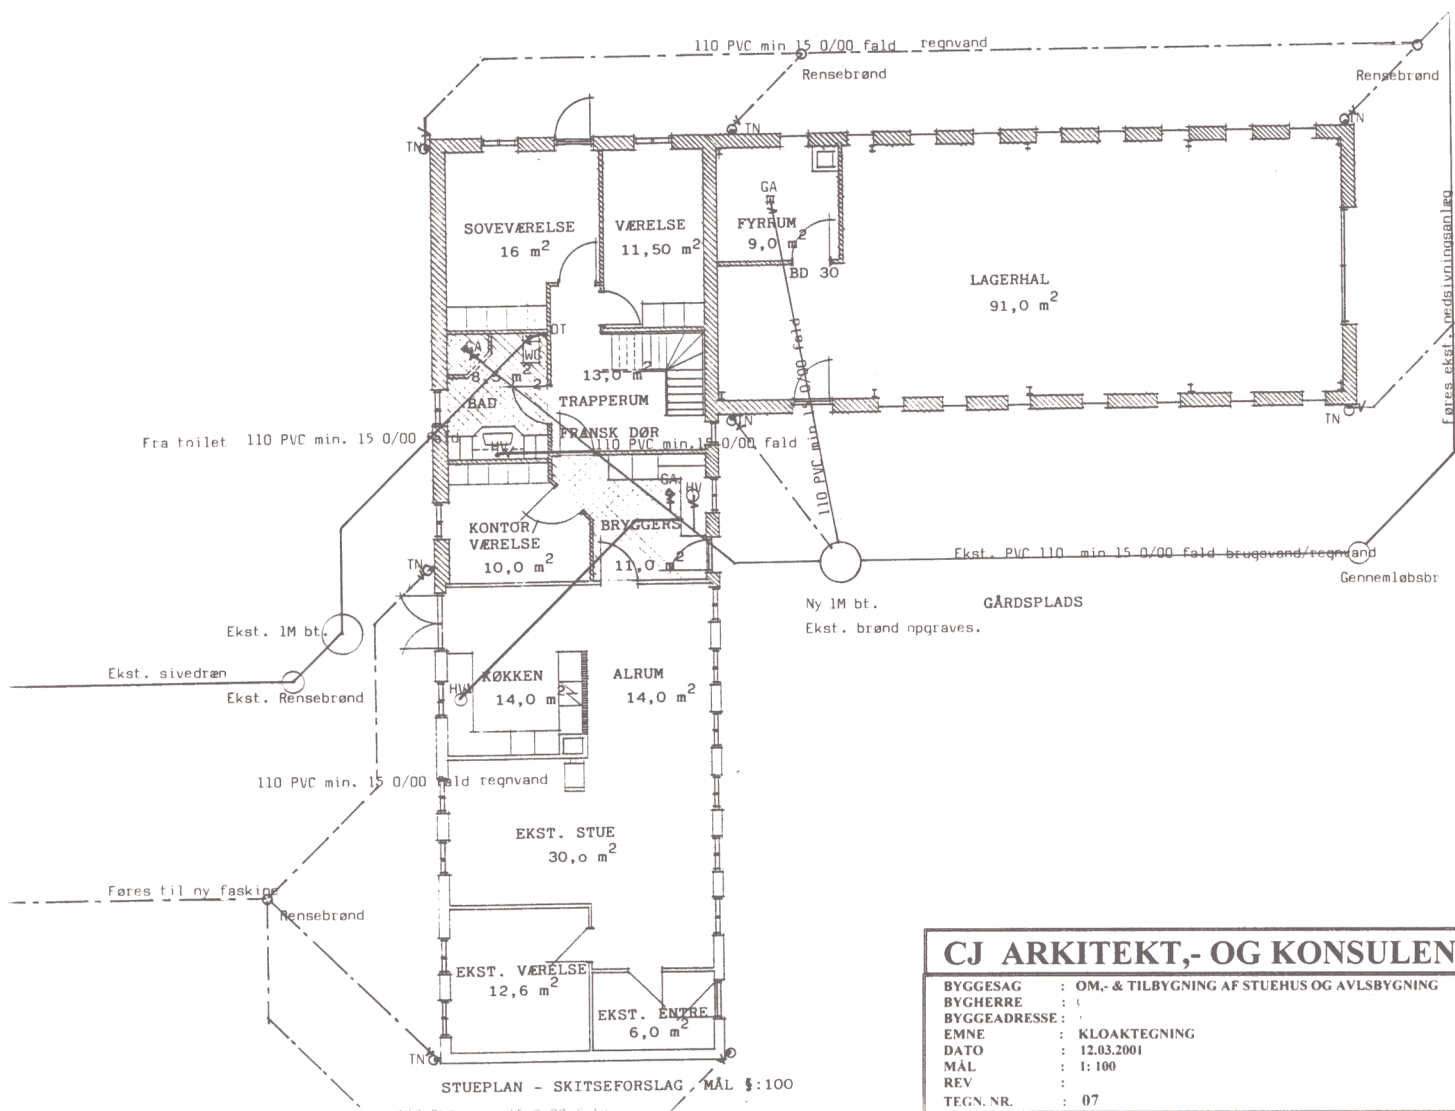 110 PVC min 15 0/00 fald regnvand
Rensebrønd
Rensebrønd
TN
TN
TN
GA
SOVEVÆRELSE
16 m²
VÆRELSE
11,50 m²
FYRRUM
9,0 m²
BD 30
LAGERHAL
91,0 m²
Føres ekst. nedsivningsanlæg
GA
WC
8,5 m²
BAD
13,0 m²
TRAPPERUM
FRANSK DØR
TN
TN
Fra toilet 110 PVC min. 15 0/00 fald
HV
110 PVC min.15 0/00 fald
110 PVC min 15 0/00 fald
GA
HV
KONTOR/
VÆRELSE
10,0 m²
BRYGGERS
11,0 m²
TN
Ekst. PVC 110 min 15 0/00 fald brugsvand/regnvand
Gennemløbsbr
Ny 1M bt.
GÅRDSPLADS
Ekst. brønd opgraves.
Ekst. 1M bt.
Ekst. sivedræn
Ekst. Rensebrønd
HV
KØKKEN
14,0 m²
ALRUM
14,0 m²
110 PVC min. 15 0/00 fald regnvand
EKST. STUE
30,o m²
Føres til ny faskine
Rensebrønd
EKST. VÆRELSE
12,6 m²
EKST. ENTRE
6,0 m²
TN
STUEPLAN - SKITSEFORSLAG, MÅL :100
CJ ARKITEKT,- OG KONSULEN
BYGGESAG : OM,- & TILBYGNING AF STUEHUS OG AVLSBYGNING
BYGHERRE :
BYGGEADRESSE :
EMNE : KLOAKTEGNING
DATO : 12.03.2001
MÅL : 1: 100
REV :
TEGN. NR. : 07